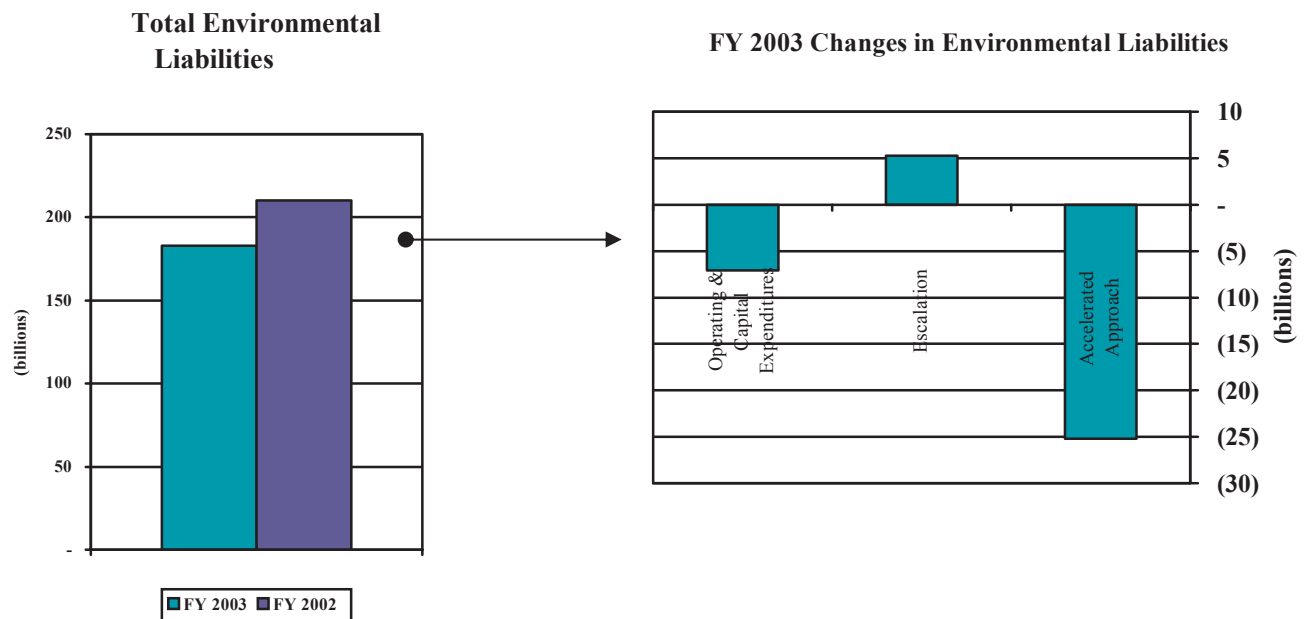 Total Environmental
Liabilities
250
200
150
100
50
-
(billions)
FY 2003 FY 2002
FY 2003 Changes in Environmental Liabilities
10
5
-
(5)
(10)
(15)
(20)
(25)
(30)
(billions)
Operating &
Capital
Expenditures
Escalation
Accelerated
Approach